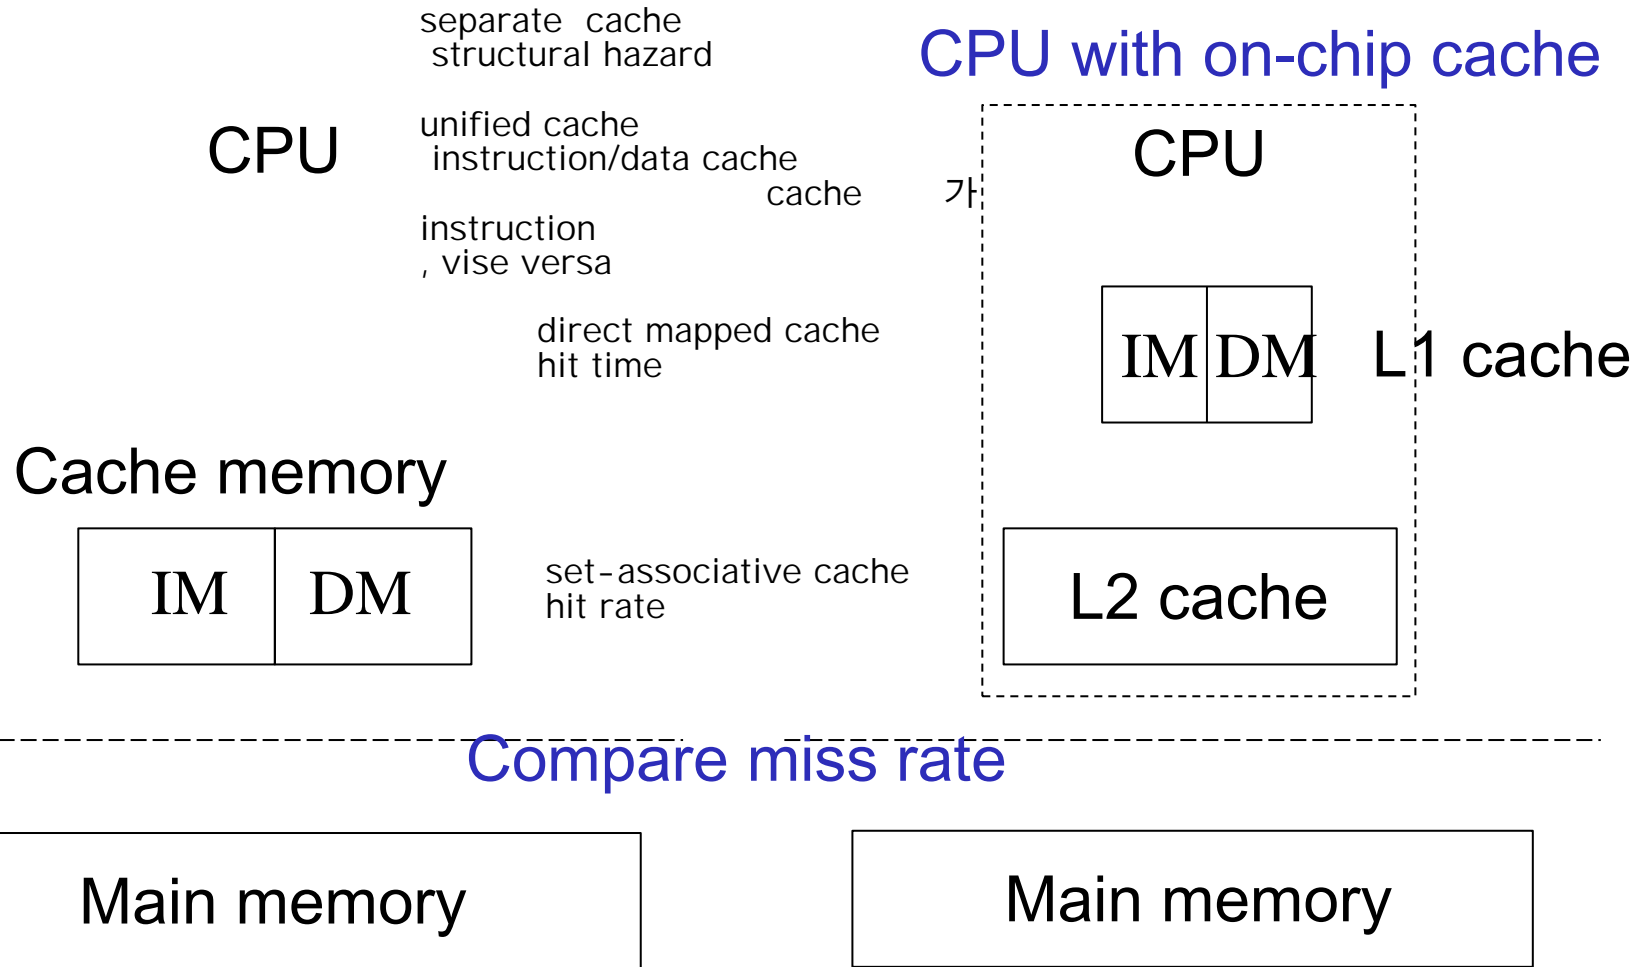 separate cache
structural hazard
CPU with on-chip cache
unified cache
CPU
instruction/data cache
CPU
cache 가
instruction
, vise versa
direct mapped cache
hit time
IM DM
L1 cache
Cache memory
IM DM
set-associative cache
hit rate
L2 cache
Compare miss rate
Main memory
Main memory